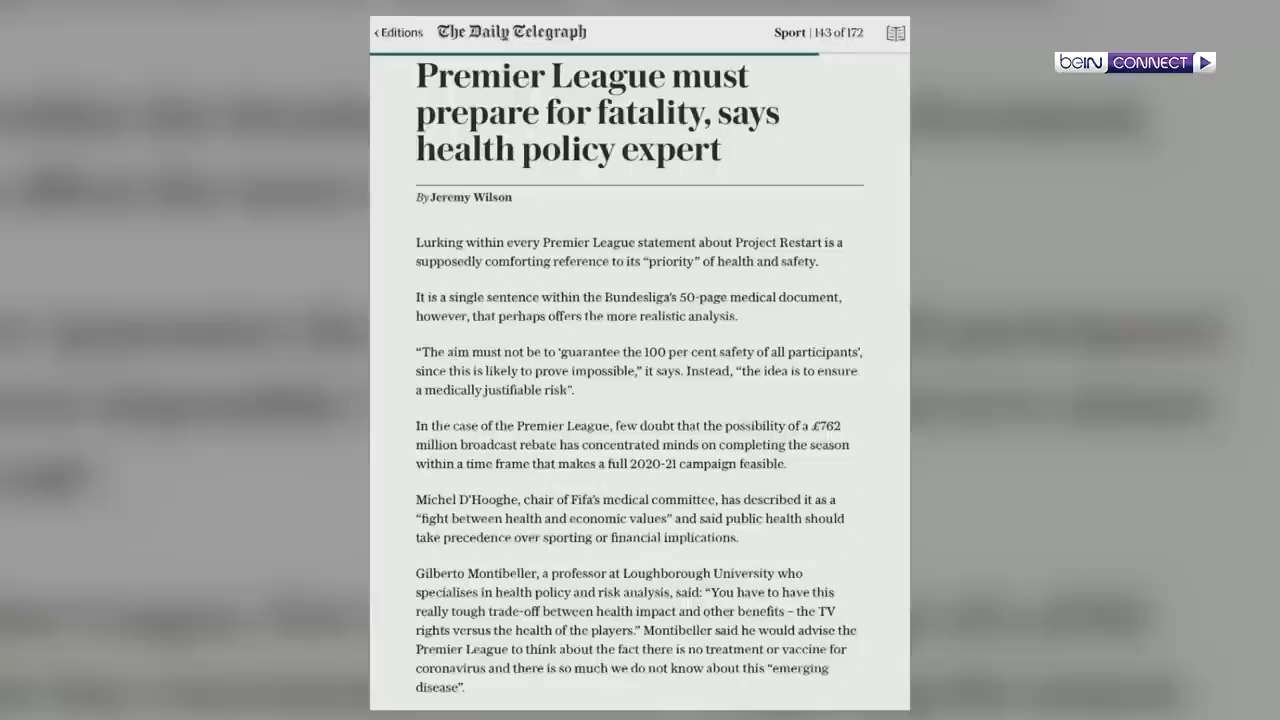 ‹ Editions The Daily Telegraph Sport | 143 of 172
beIN CONNECT
Premier League must
prepare for fatality, says
health policy expert
By Jeremy Wilson
Lurking within every Premier League statement about Project Restart is a
supposedly comforting reference to its “priority” of health and safety.
It is a single sentence within the Bundesliga’s 50-page medical document,
however, that perhaps offers the more realistic analysis.
“The aim must not be to ‘guarantee the 100 per cent safety of all participants’,
since this is likely to prove impossible,” it says. Instead, “the idea is to ensure
a medically justifiable risk”.
In the case of the Premier League, few doubt that the possibility of a £762
million broadcast rebate has concentrated minds on completing the season
within a time frame that makes a full 2020-21 campaign feasible.
Michel D’Hooghe, chair of Fifa’s medical committee, has described it as a
“fight between health and economic values” and said public health should
take precedence over sporting or financial implications.
Gilberto Montibeller, a professor at Loughborough University who
specialises in health policy and risk analysis, said: “You have to have this
really tough trade-off between health impact and other benefits – the TV
rights versus the health of the players.” Montibeller said he would advise the
Premier League to think about the fact there is no treatment or vaccine for
coronavirus and there is so much we do not know about this “emerging
disease”.